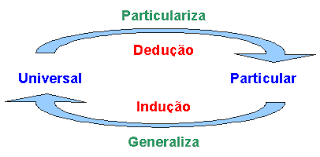 Particulariza
Dedução
Universal Particular
Indução
Generaliza